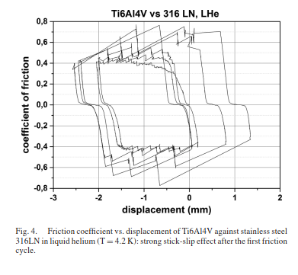 Ti6Al4V vs 316 LN, LHe
0,8
0,6
0,4
0,2
0,0
-0,2
-0,4
-0,6
-0,8
coefficient of friction
-3
-2
-1
0
1
2
displacement (mm)
Fig. 4. Friction coefficient vs. displacement of Ti6Al4V against stainless steel
316LN in liquid helium (T = 4.2 K): strong stick-slip effect after the first friction
cycle.